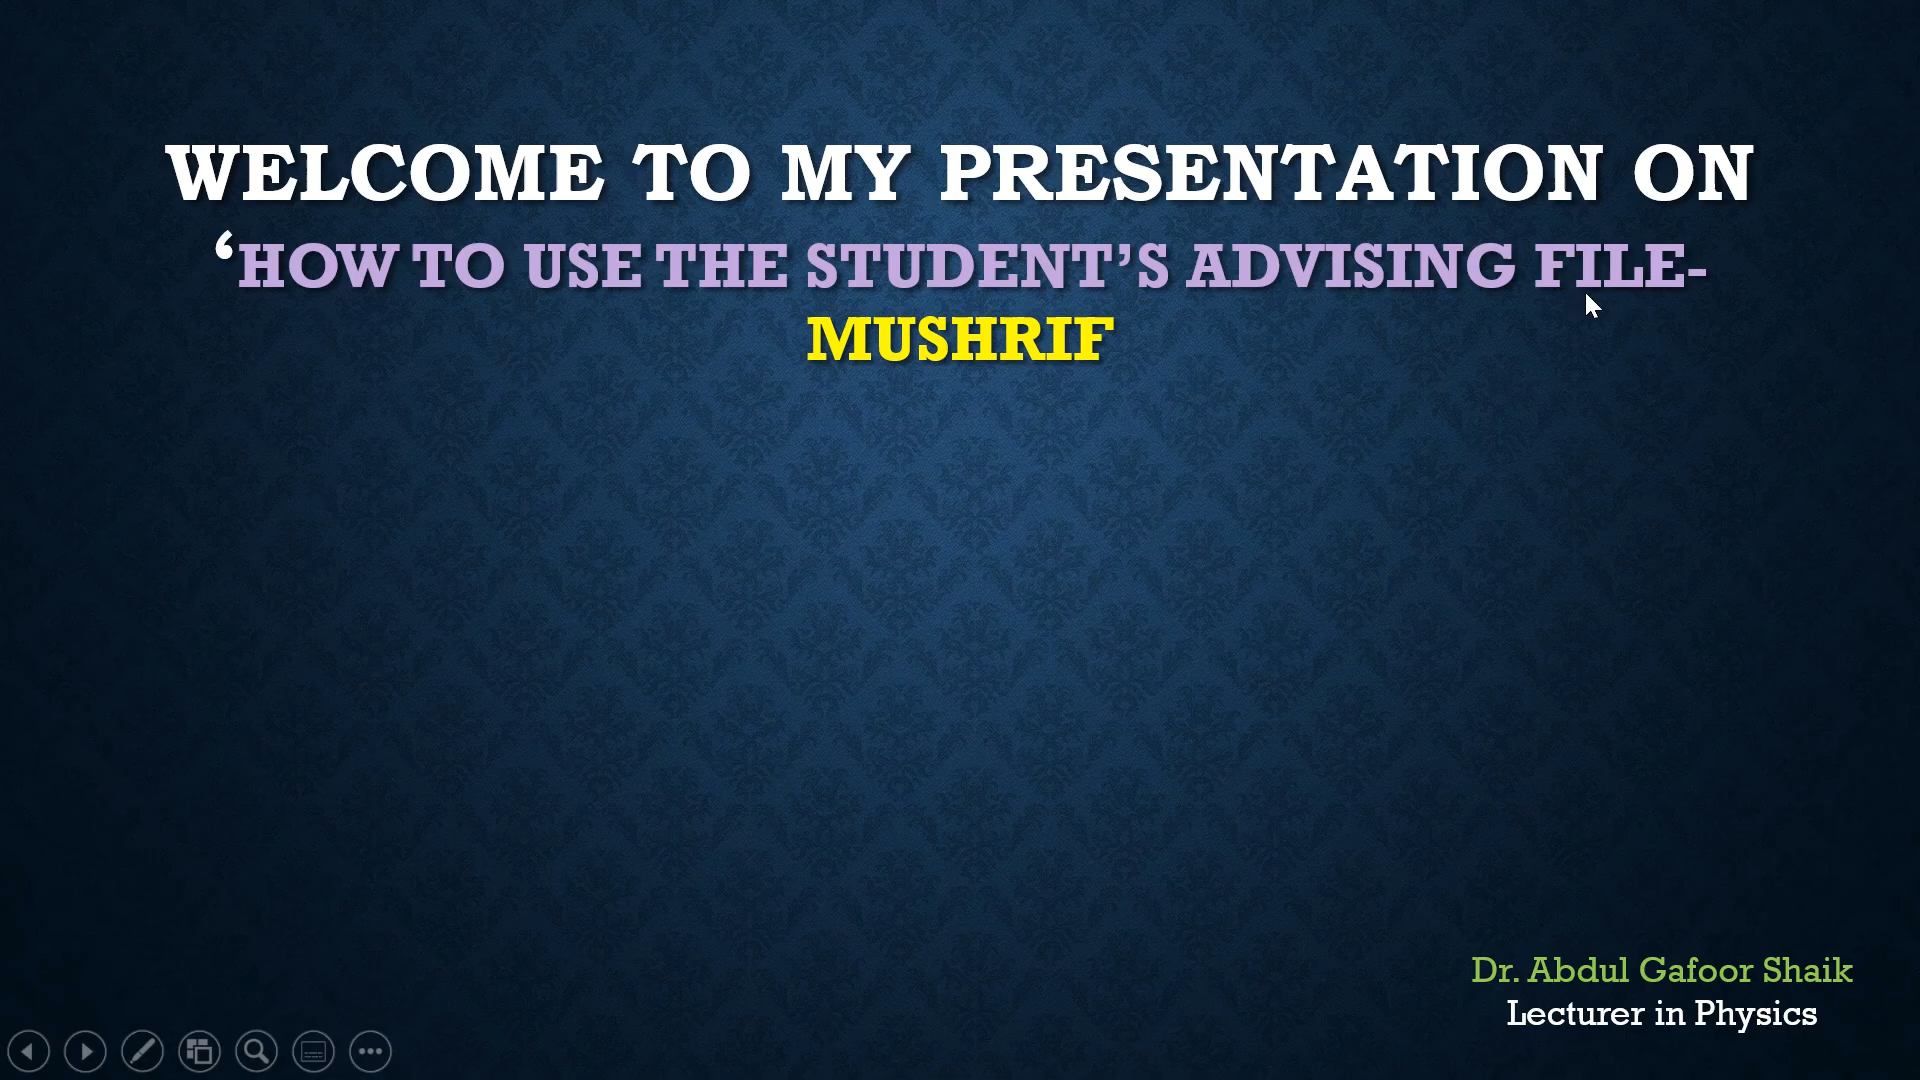 WELCOME TO MY PRESENTATION ON
‘HOW TO USE THE STUDENT’S ADVISING FILE-
MUSHRIF
Dr. Abdul Gafoor Shaik
Lecturer in Physics